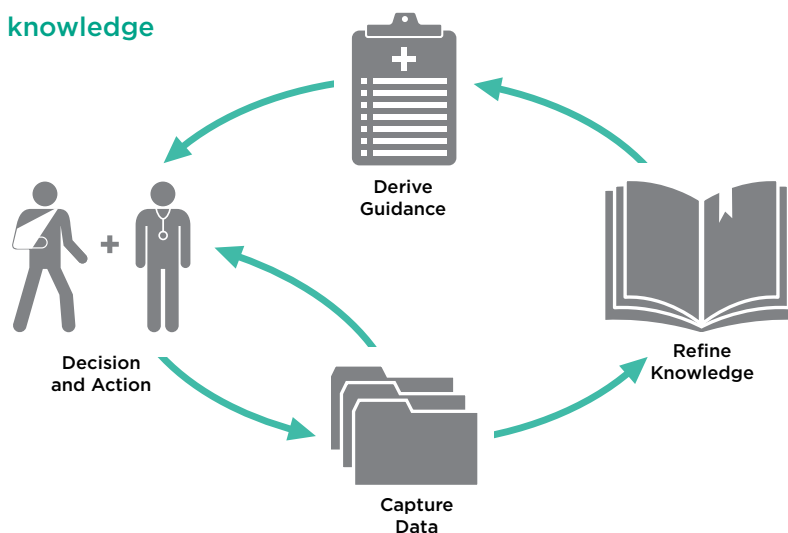 knowledge
Derive
Guidance
Decision
and Action
Refine
Knowledge
Capture
Data